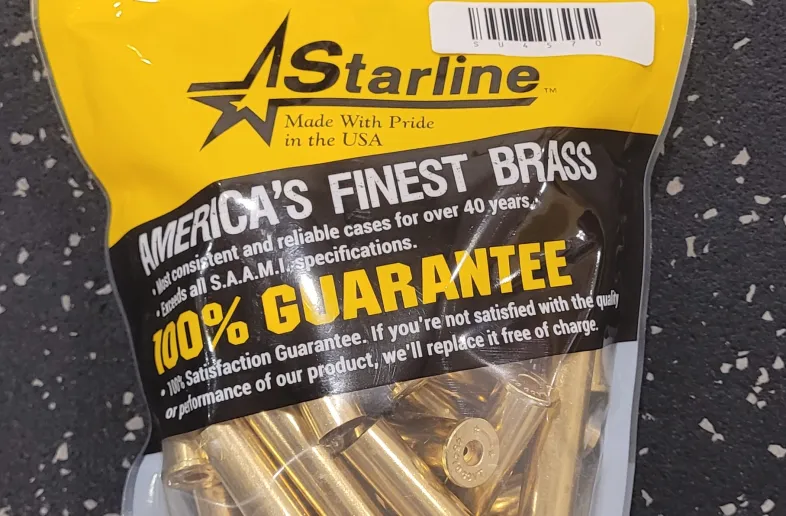 SU4570
Starline™
Made With Pride
in the USA
AMERICA'S FINEST BRASS
• Most consistent and reliable cases for over 40 years.
• Exceeds all S.A.A.M.I. specifications.
100% GUARANTEE
• 100% Satisfaction Guarantee. If you're not satisfied with the quality
or performance of our product, we'll replace it free of charge.